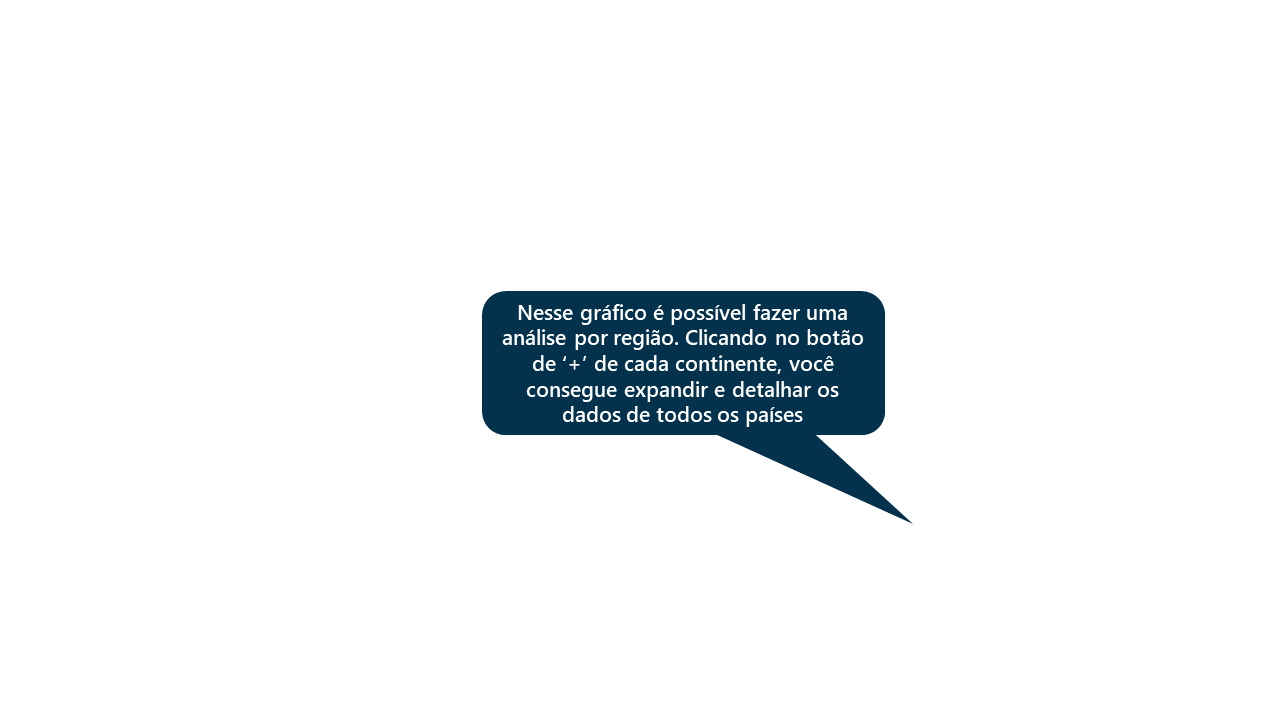 Nesse gráfico é possível fazer uma
análise por região. Clicando no botão
de ‘+’ de cada continente, você
consegue expandir e detalhar os
dados de todos os países